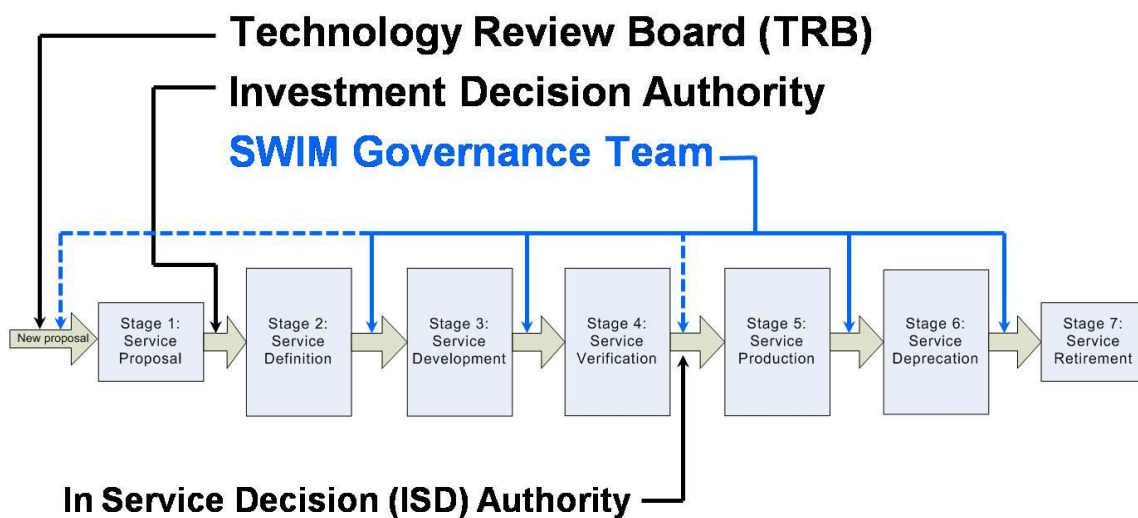 Technology Review Board (TRB)
Investment Decision Authority
SWIM Governance Team
New proposal
Stage 1:
Service
Proposal
Stage 2:
Service
Definition
Stage 3:
Service
Development
Stage 4:
Service
Verification
Stage 5:
Service
Production
Stage 6:
Service
Deprecation
Stage 7:
Service
Retirement
In Service Decision (ISD) Authority